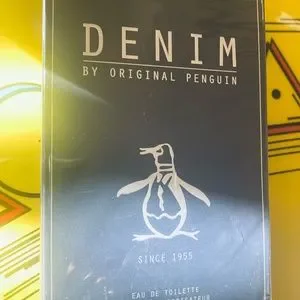 DENIM
BY ORIGINAL PENGUIN
SINCE 1955
EAU DE TOILETTE